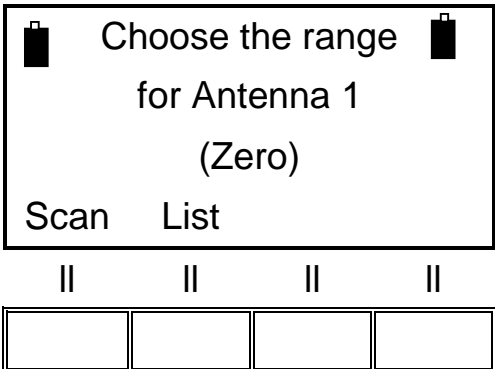 Choose the range
for Antenna 1
(Zero)
Scan List